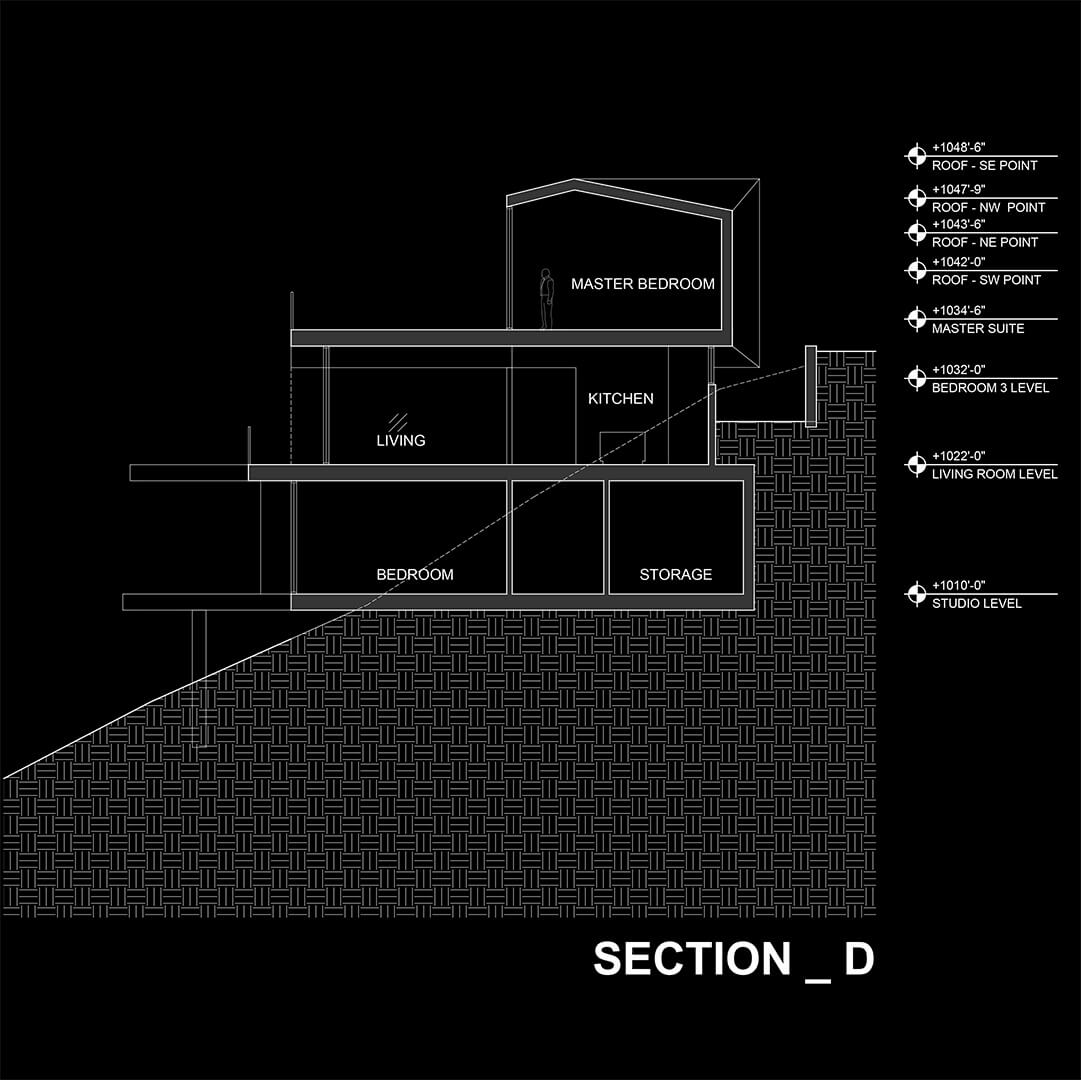 +1048'-6"
ROOF - SE POINT
+1047'-9"
ROOF - NW POINT
+1043'-6"
ROOF - NE POINT
+1042'-0"
ROOF - SW POINT
MASTER BEDROOM
+1034'-6"
MASTER SUITE
+1032'-0"
BEDROOM 3 LEVEL
KITCHEN
LIVING
+1022'-0"
LIVING ROOM LEVEL
BEDROOM
STORAGE
+1010'-0"
STUDIO LEVEL
SECTION _ D